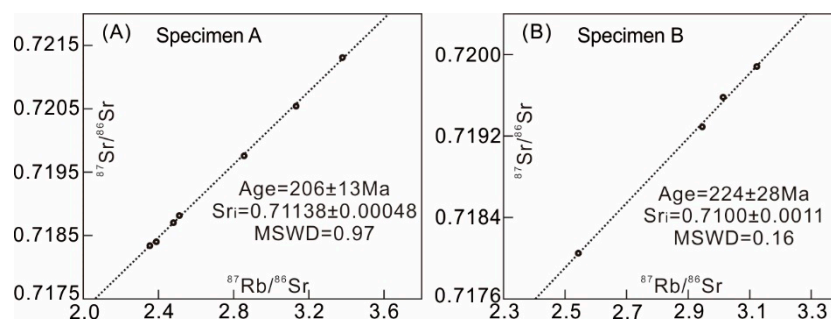 (A) Specimen A
0.7215
0.7205
0.7195
0.7185
0.7175
87Sr/86Sr
Age=206±13Ma
Sri=0.71138±0.00048
MSWD=0.97
87Rb/86Sr
2.0 2.4 2.8 3.2 3.6
(B) Specimen B
0.7200
0.7192
0.7184
0.7176
87Sr/86Sr
Age=224±28Ma
Sri=0.7100±0.0011
MSWD=0.16
87Rb/86Sr
2.3 2.5 2.7 2.9 3.1 3.3